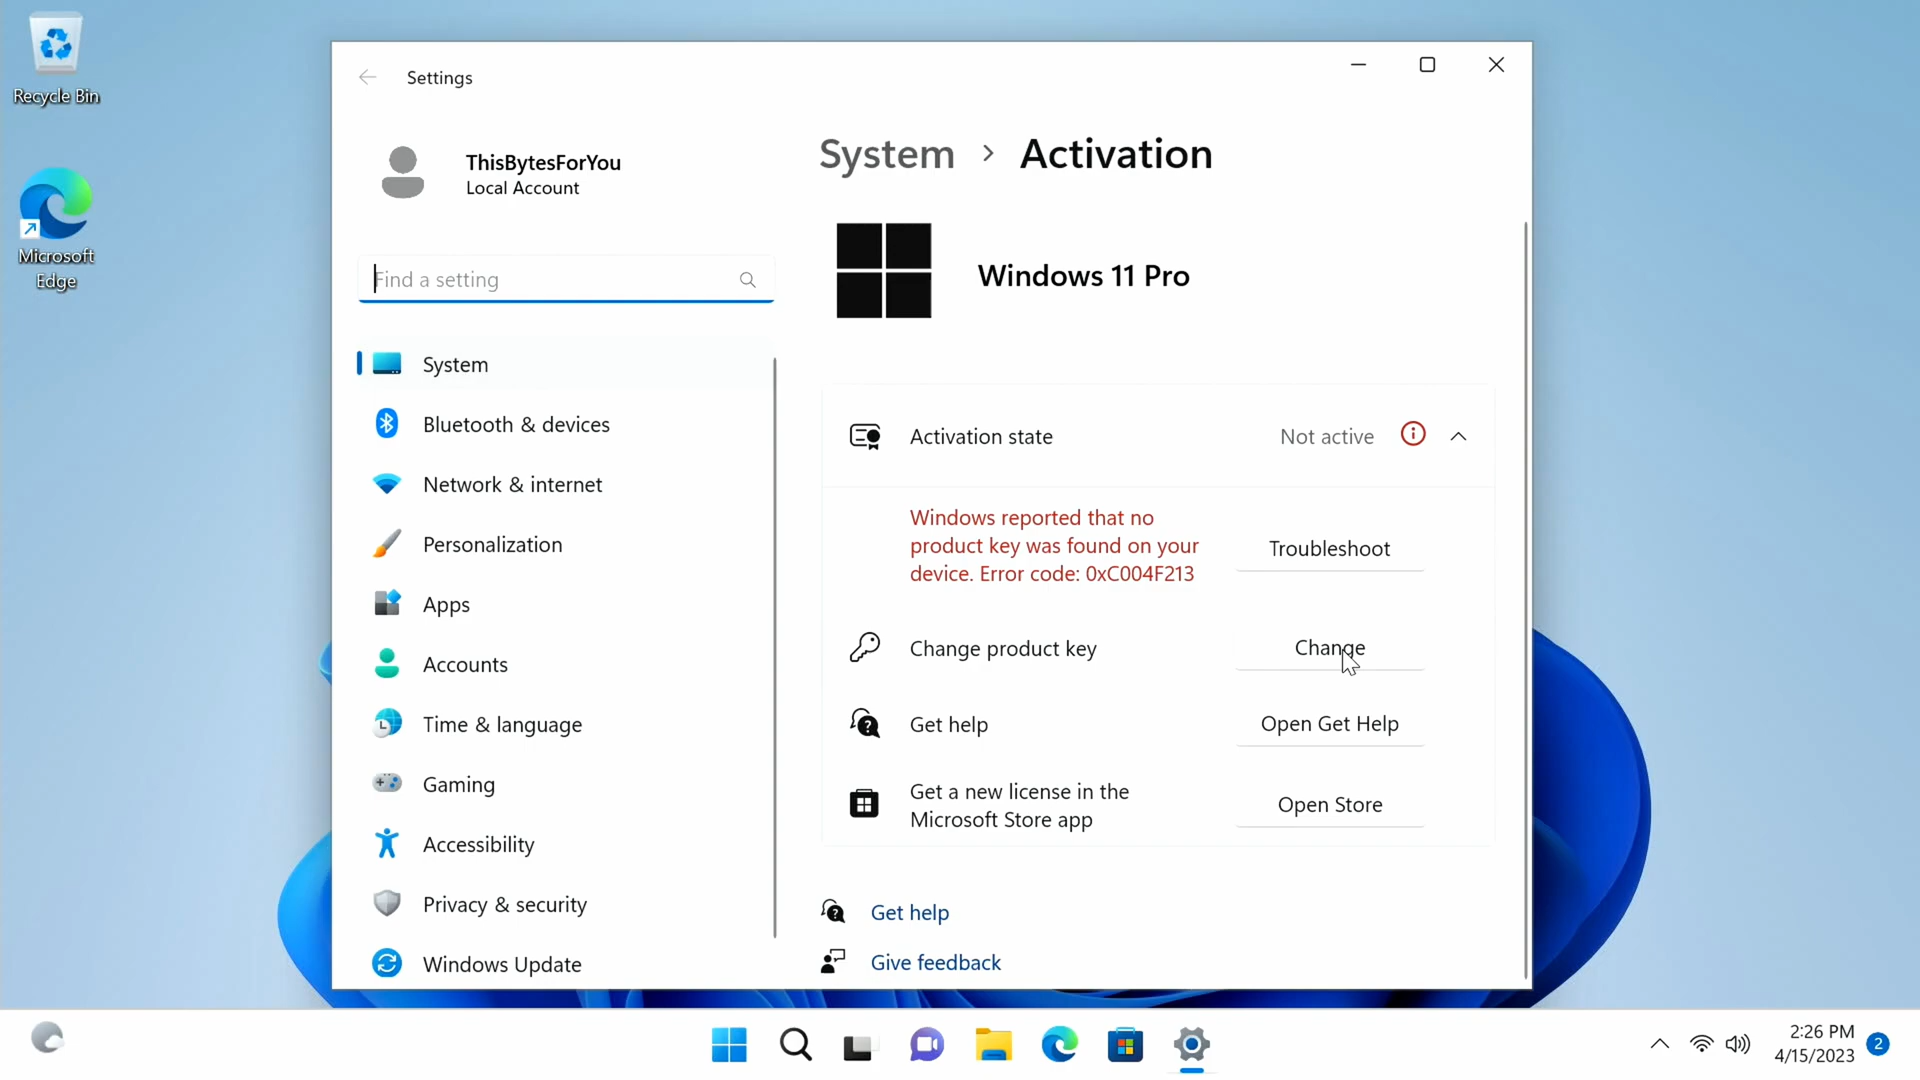 Recycle Bin
Microsoft
Edge
Settings
ThisBytesForYou
Local Account
Find a setting
System
Bluetooth & devices
Network & internet
Personalization
Apps
Accounts
Time & language
Gaming
Accessibility
Privacy & security
Windows Update
System > Activation
Windows 11 Pro
Activation state
Not active
Windows reported that no
product key was found on your
device. Error code: 0xC004F213
Troubleshoot
Change product key
Change
Get help
Open Get Help
Get a new license in the
Microsoft Store app
Open Store
Get help
Give feedback
2:26 PM
4/15/2023
2